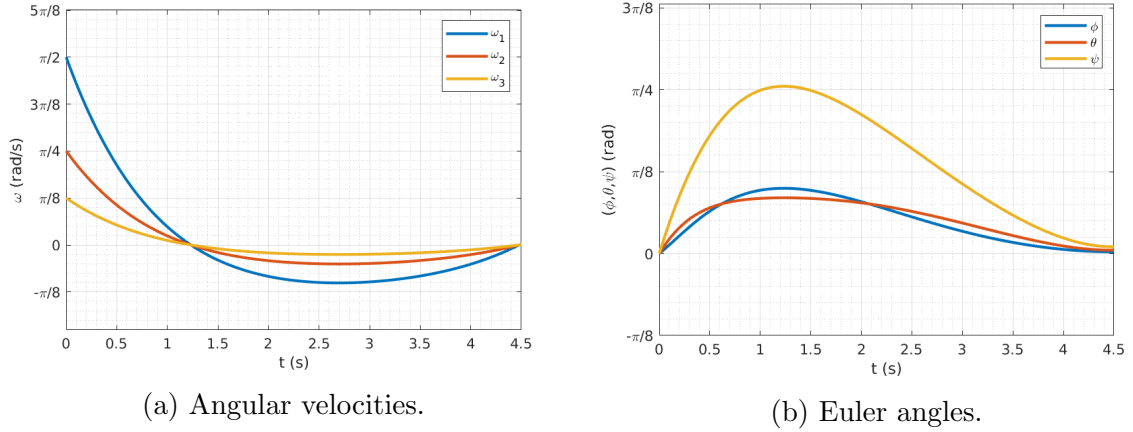 5π/8
π/2
3π/8
π/4
π/8
0
-π/8
ω (rad/s)
ω₁
ω₂
ω₃
0 0.5 1 1.5 2 2.5 3 3.5 4 4.5
t (s)
(a) Angular velocities.
3π/8
π/4
π/8
0
-π/8
(ϕ,θ,ψ) (rad)
ϕ
θ
ψ
0 0.5 1 1.5 2 2.5 3 3.5 4 4.5
t (s)
(b) Euler angles.